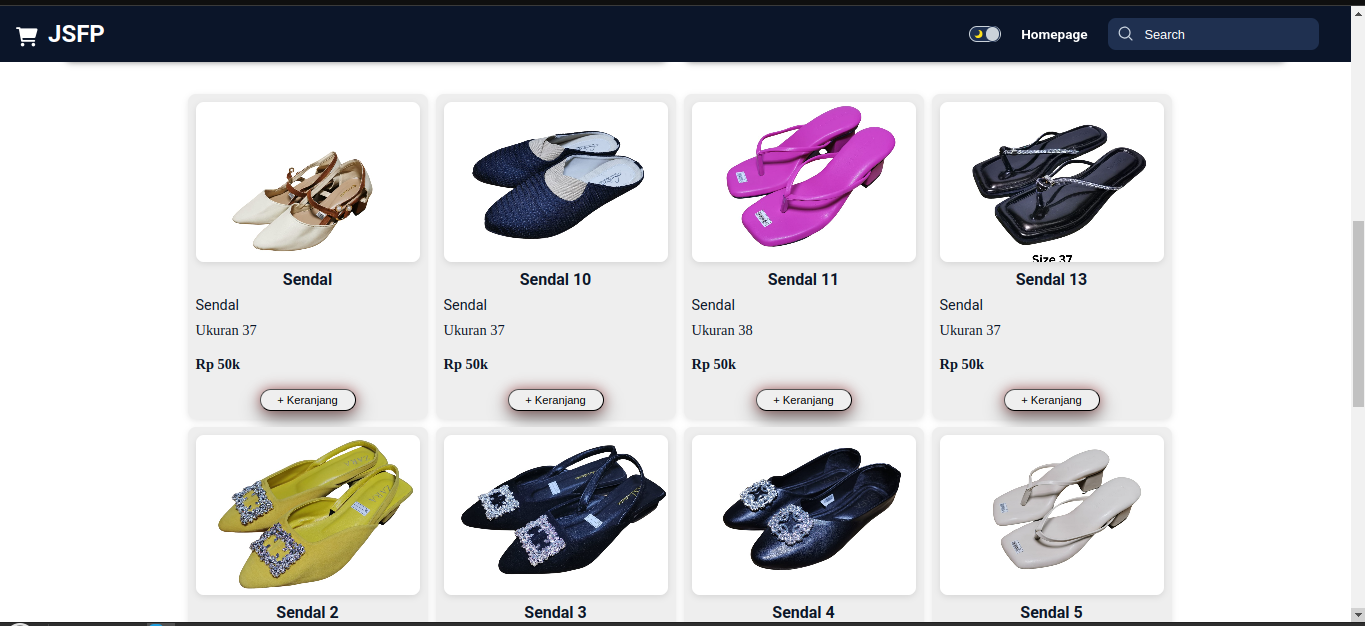 JSFP
Homepage
Search
Size 37
Sendal
Sendal 10
Sendal 11
Sendal 13
Sendal
Sendal
Sendal
Sendal
Ukuran 37
Ukuran 37
Ukuran 38
Ukuran 37
Rp 50k
Rp 50k
Rp 50k
Rp 50k
+ Keranjang
+ Keranjang
+ Keranjang
+ Keranjang
Sendal 2
Sendal 3
Sendal 4
Sendal 5